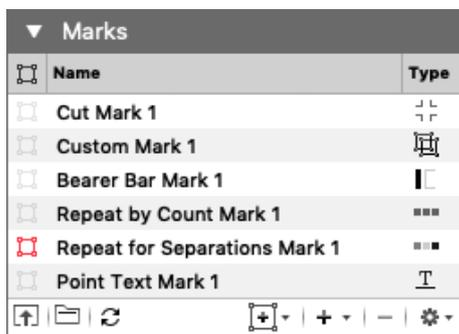 Marks
Name Type
Cut Mark 1
Custom Mark 1
Bearer Bar Mark 1
Repeat by Count Mark 1
Repeat for Separations Mark 1
Point Text Mark 1